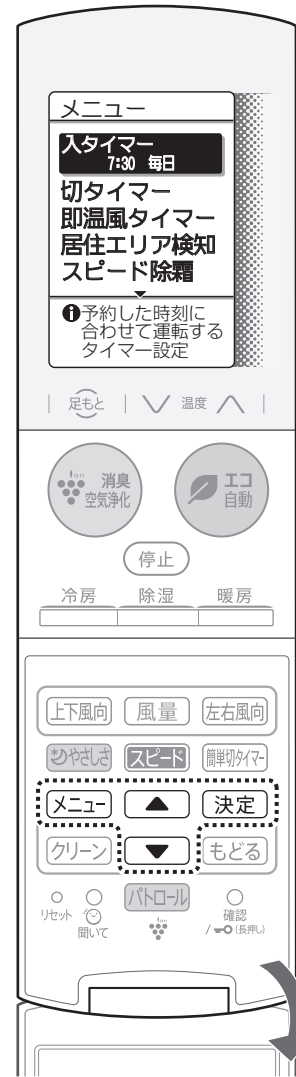 メニュー
入タイマー
7:30 毎日
切タイマー
即温風タイマー
居住エリア検知
スピード除霜
❶予約した時刻に
合わせて運転する
タイマー設定
足もと 温度
Ion 消臭 空気浄化
エコ 自動
停止
冷房 除湿 暖房
上下風向 風量 左右風向
やさしさ スピード 簡単切タイマー
メニュー ▲ 決定
クリーン ▼ もどる
リセット 聞いて パトロール Ion 確認 / (長押し)